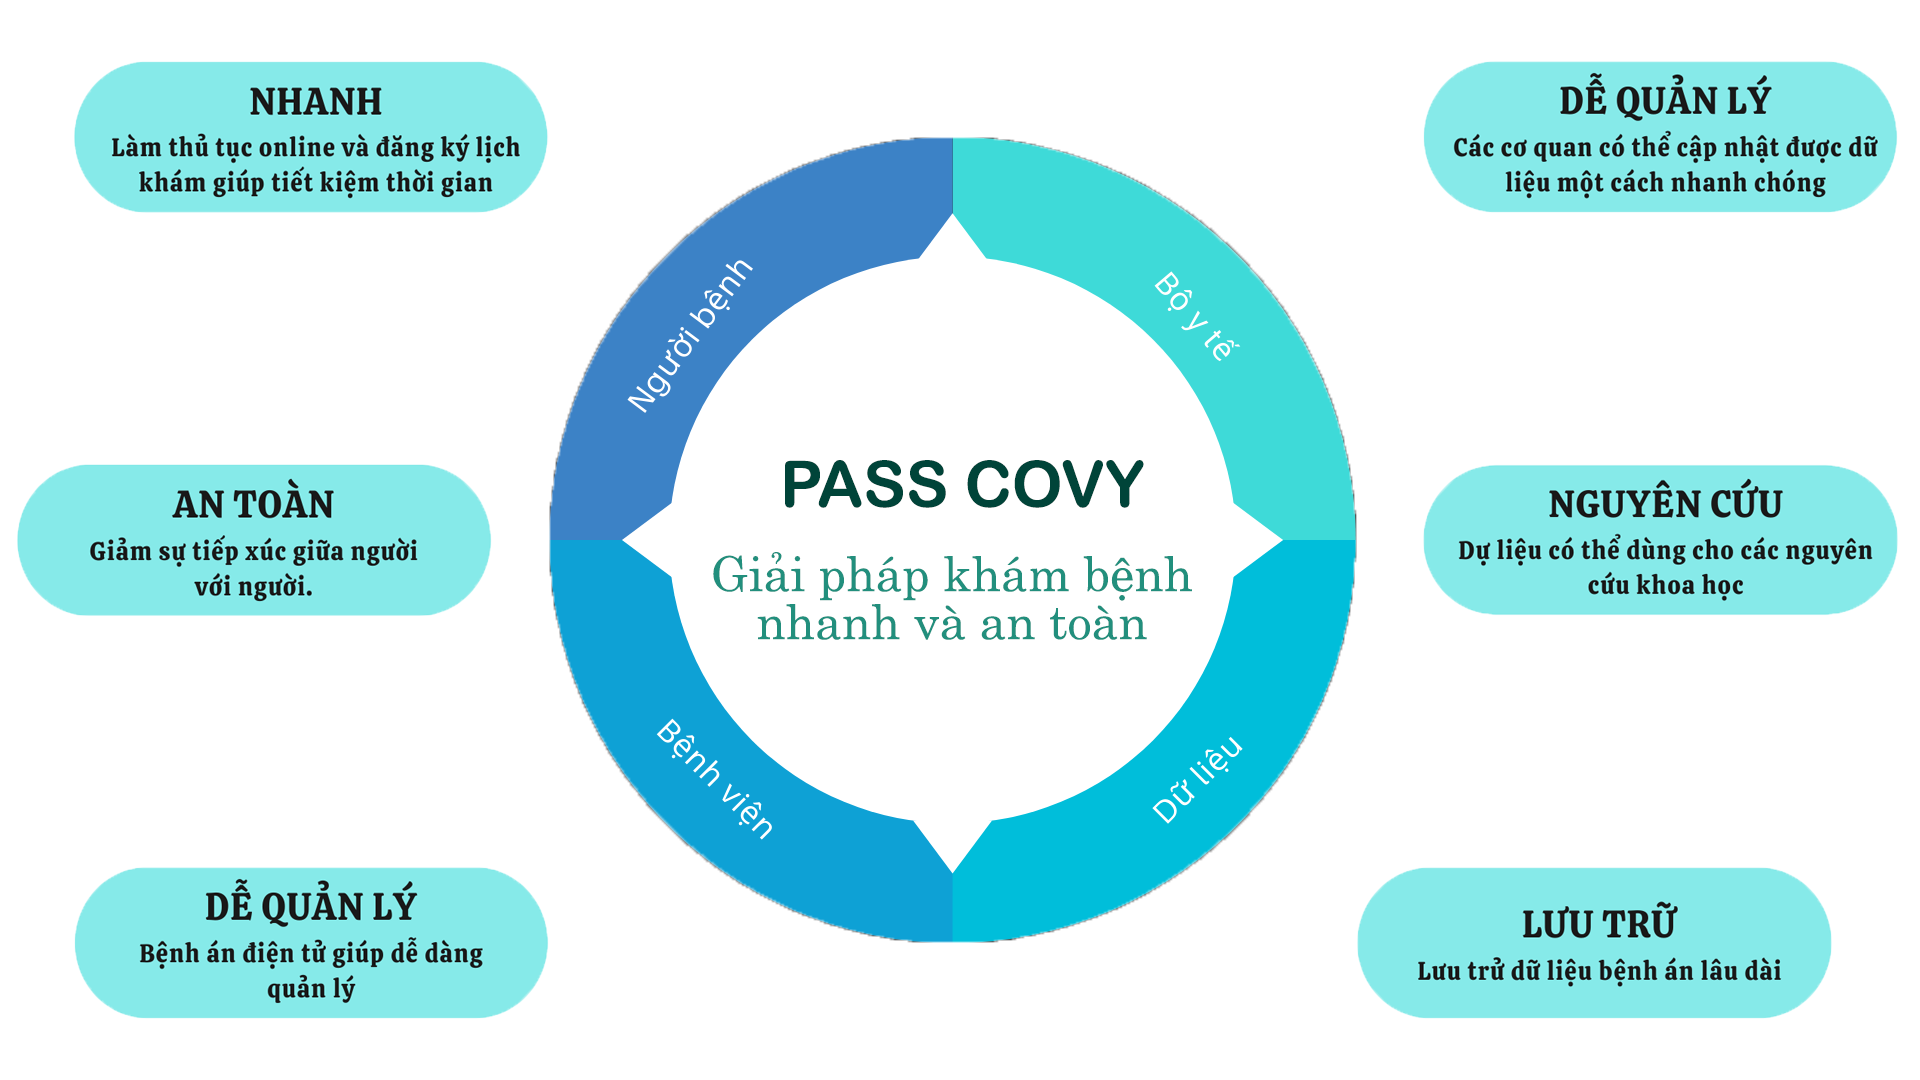 NHANH
Làm thủ tục online và đăng ký lịch
khám giúp tiết kiệm thời gian
AN TOÀN
Giảm sự tiếp xúc giữa người
với người.
DỄ QUẢN LÝ
Bệnh án điện tử giúp dễ dàng
quản lý
Người bệnh
Bộ y tế
PASS COVY
Giải pháp khám bệnh
nhanh và an toàn
Bệnh viện
Dữ liệu
DỄ QUẢN LÝ
Các cơ quan có thể cập nhật được dữ
liệu một cách nhanh chóng
NGUYÊN CỨU
Dự liệu có thể dùng cho các nguyên
cứu khoa học
LƯU TRỮ
Lưu trử dữ liệu bệnh án lâu dài